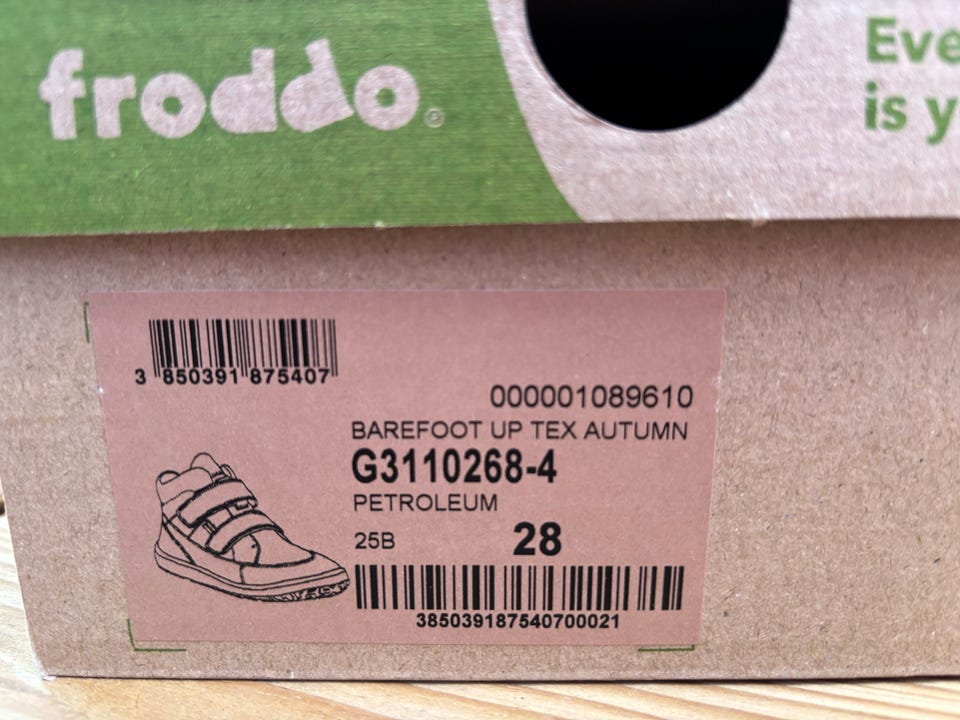 froddo®
Eve
is y
3 850391 875407
000001089610
BAREFOOT UP TEX AUTUMN
G3110268-4
PETROLEUM
25B 28
385039187540700021